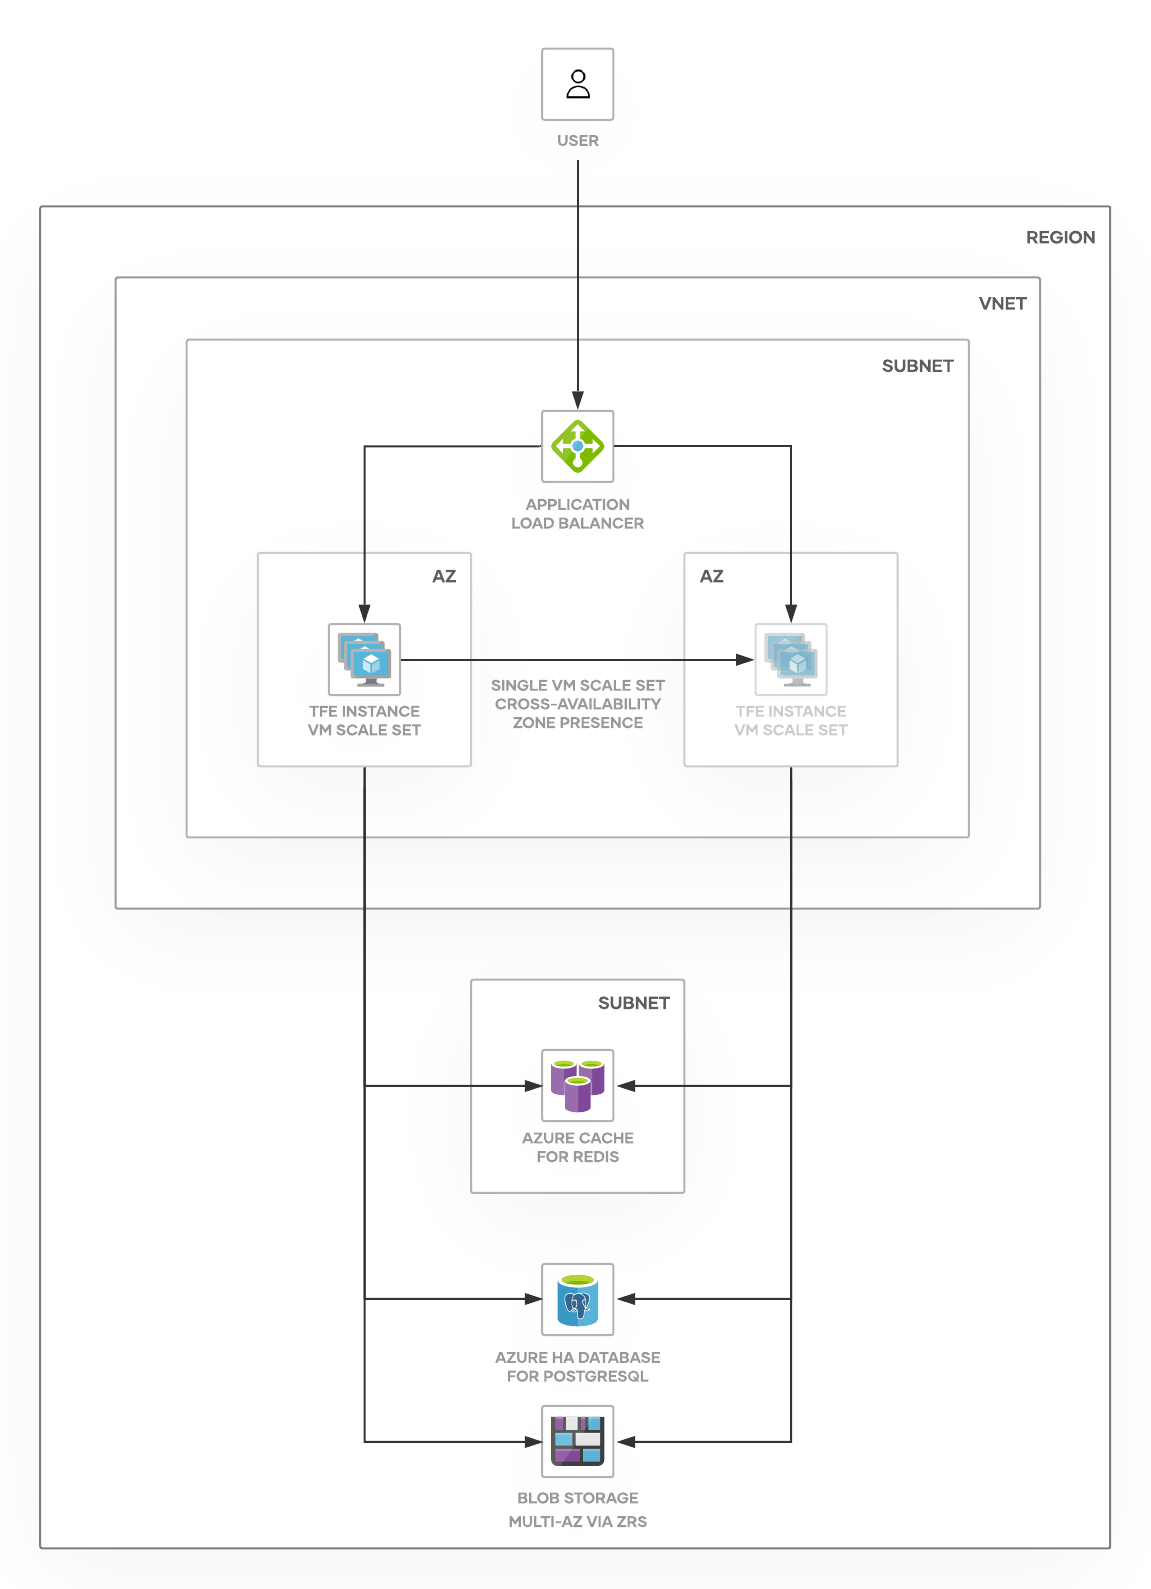 USER
REGION
VNET
SUBNET
APPLICATION
LOAD BALANCER
AZ
AZ
TFE INSTANCE
VM SCALE SET
SINGLE VM SCALE SET
CROSS-AVAILABILITY
ZONE PRESENCE
TFE INSTANCE
VM SCALE SET
SUBNET
AZURE CACHE
FOR REDIS
AZURE HA DATABASE
FOR POSTGRESQL
BLOB STORAGE
MULTI-AZ VIA ZRS